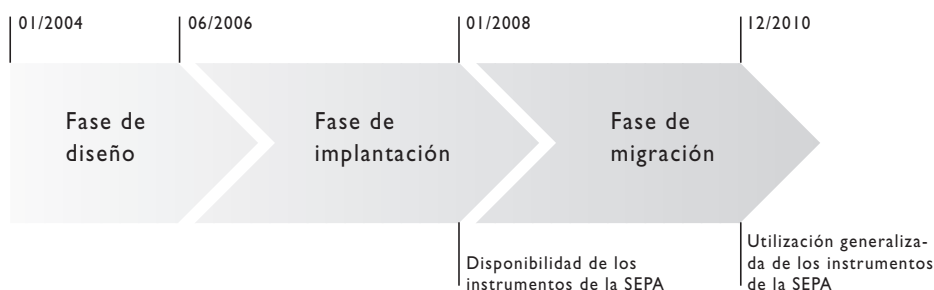 01/2004
06/2006
01/2008
12/2010
Fase de
diseño
Fase de
implantación
Fase de
migración
Disponibilidad de los
instrumentos de la SEPA
Utilización generaliza-
da de los instrumentos
de la SEPA